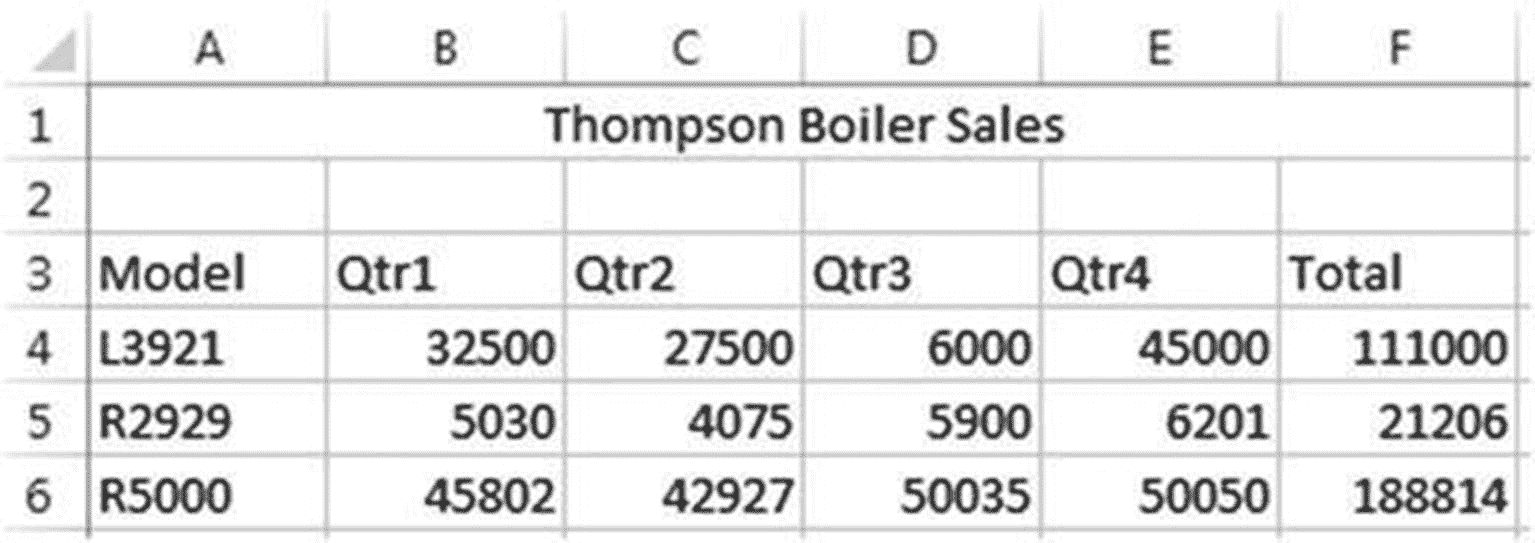 A B C D E F
1 Thompson Boiler Sales
2
3 Model Qtr1 Qtr2 Qtr3 Qtr4 Total
4 L3921 32500 27500 6000 45000 111000
5 R2929 5030 4075 5900 6201 21206
6 R5000 45802 42927 50035 50050 188814